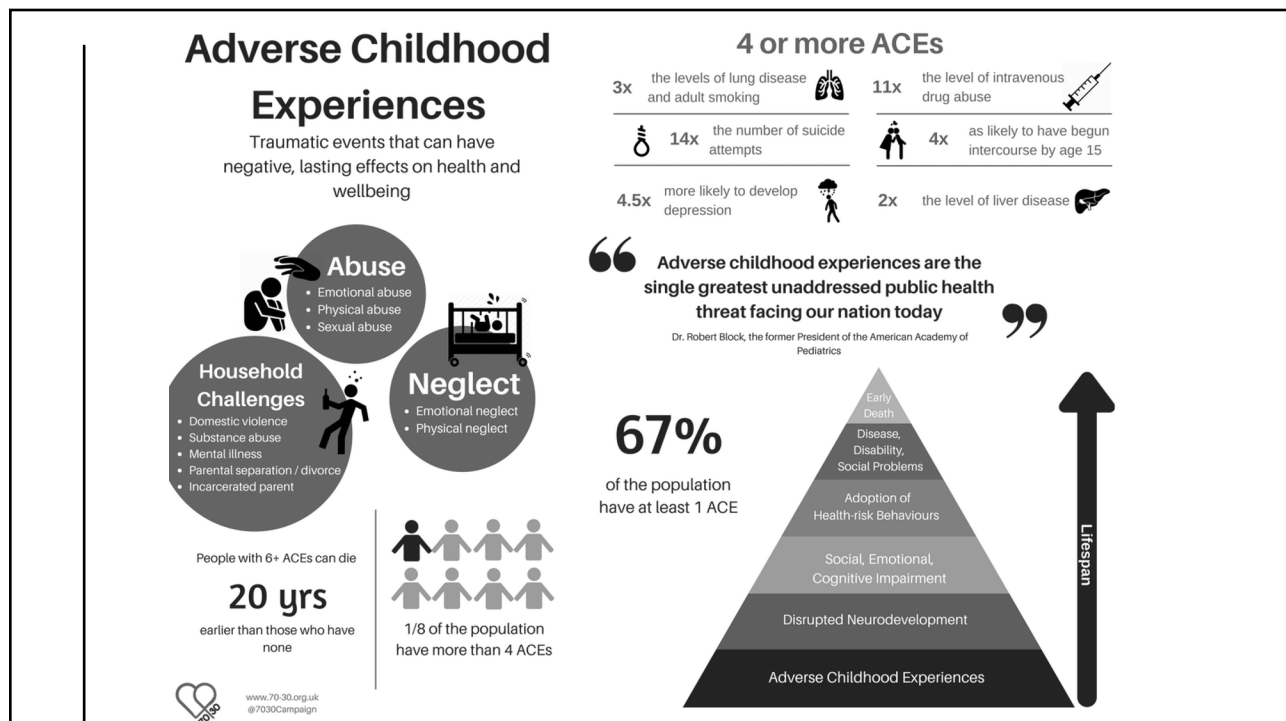 Adverse Childhood
Experiences
Traumatic events that can have
negative, lasting effects on health and
wellbeing
Abuse
• Emotional abuse
• Physical abuse
• Sexual abuse
Household
Challenges
• Domestic violence
• Substance abuse
• Mental illness
• Parental separation / divorce
• Incarcerated parent
Neglect
• Emotional neglect
• Physical neglect
People with 6+ ACEs can die
20 yrs
earlier than those who have
none
1/8 of the population
have more than 4 ACEs
70/30
www.70-30.org.uk
@7030Campaign
4 or more ACEs
3x
the levels of lung disease
and adult smoking
11x
the level of intravenous
drug abuse
14x
the number of suicide
attempts
4x
as likely to have begun
intercourse by age 15
4.5x
more likely to develop
depression
2x
the level of liver disease
“
Adverse childhood experiences are the
single greatest unaddressed public health
threat facing our nation today
”
Dr. Robert Block, the former President of the American Academy of
Pediatrics
67%
of the population
have at least 1 ACE
Early
Death
Disease,
Disability,
Social Problems
Adoption of
Health-risk Behaviours
Social, Emotional,
Cognitive Impairment
Disrupted Neurodevelopment
Adverse Childhood Experiences
Lifespan